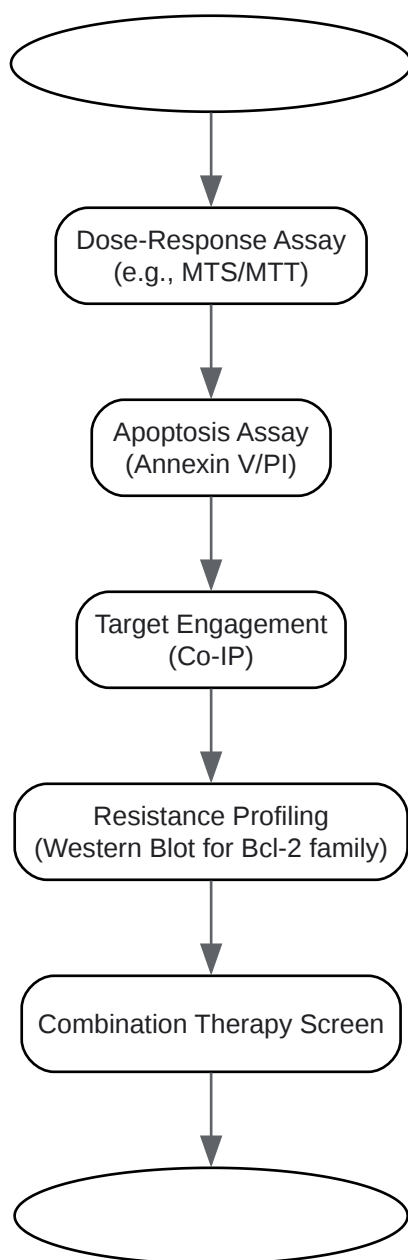 Dose-Response Assay
(e.g., MTS/MTT)
Apoptosis Assay
(Annexin V/PI)
Target Engagement
(Co-IP)
Resistance Profiling
(Western Blot for Bcl-2 family)
Combination Therapy Screen